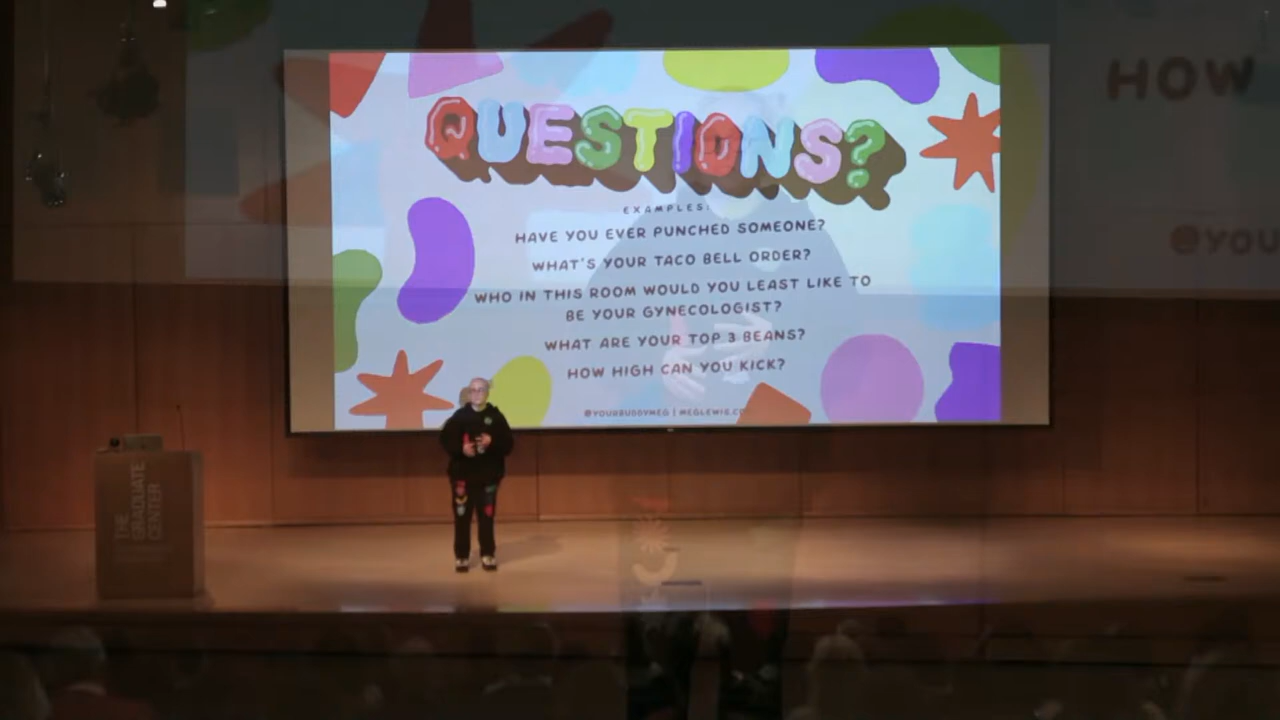 HOW
QUESTIONS?
EXAMPLES:
HAVE YOU EVER PUNCHED SOMEONE?
WHAT'S YOUR TACO BELL ORDER?
WHO IN THIS ROOM WOULD YOU LEAST LIKE TO
BE YOUR GYNECOLOGIST?
WHAT ARE YOUR TOP 3 BEANS?
HOW HIGH CAN YOU KICK?
@YOURBUDDYMEG | MEGLEWIS.CO
@YOU
THE
GRADUATE
CENTER